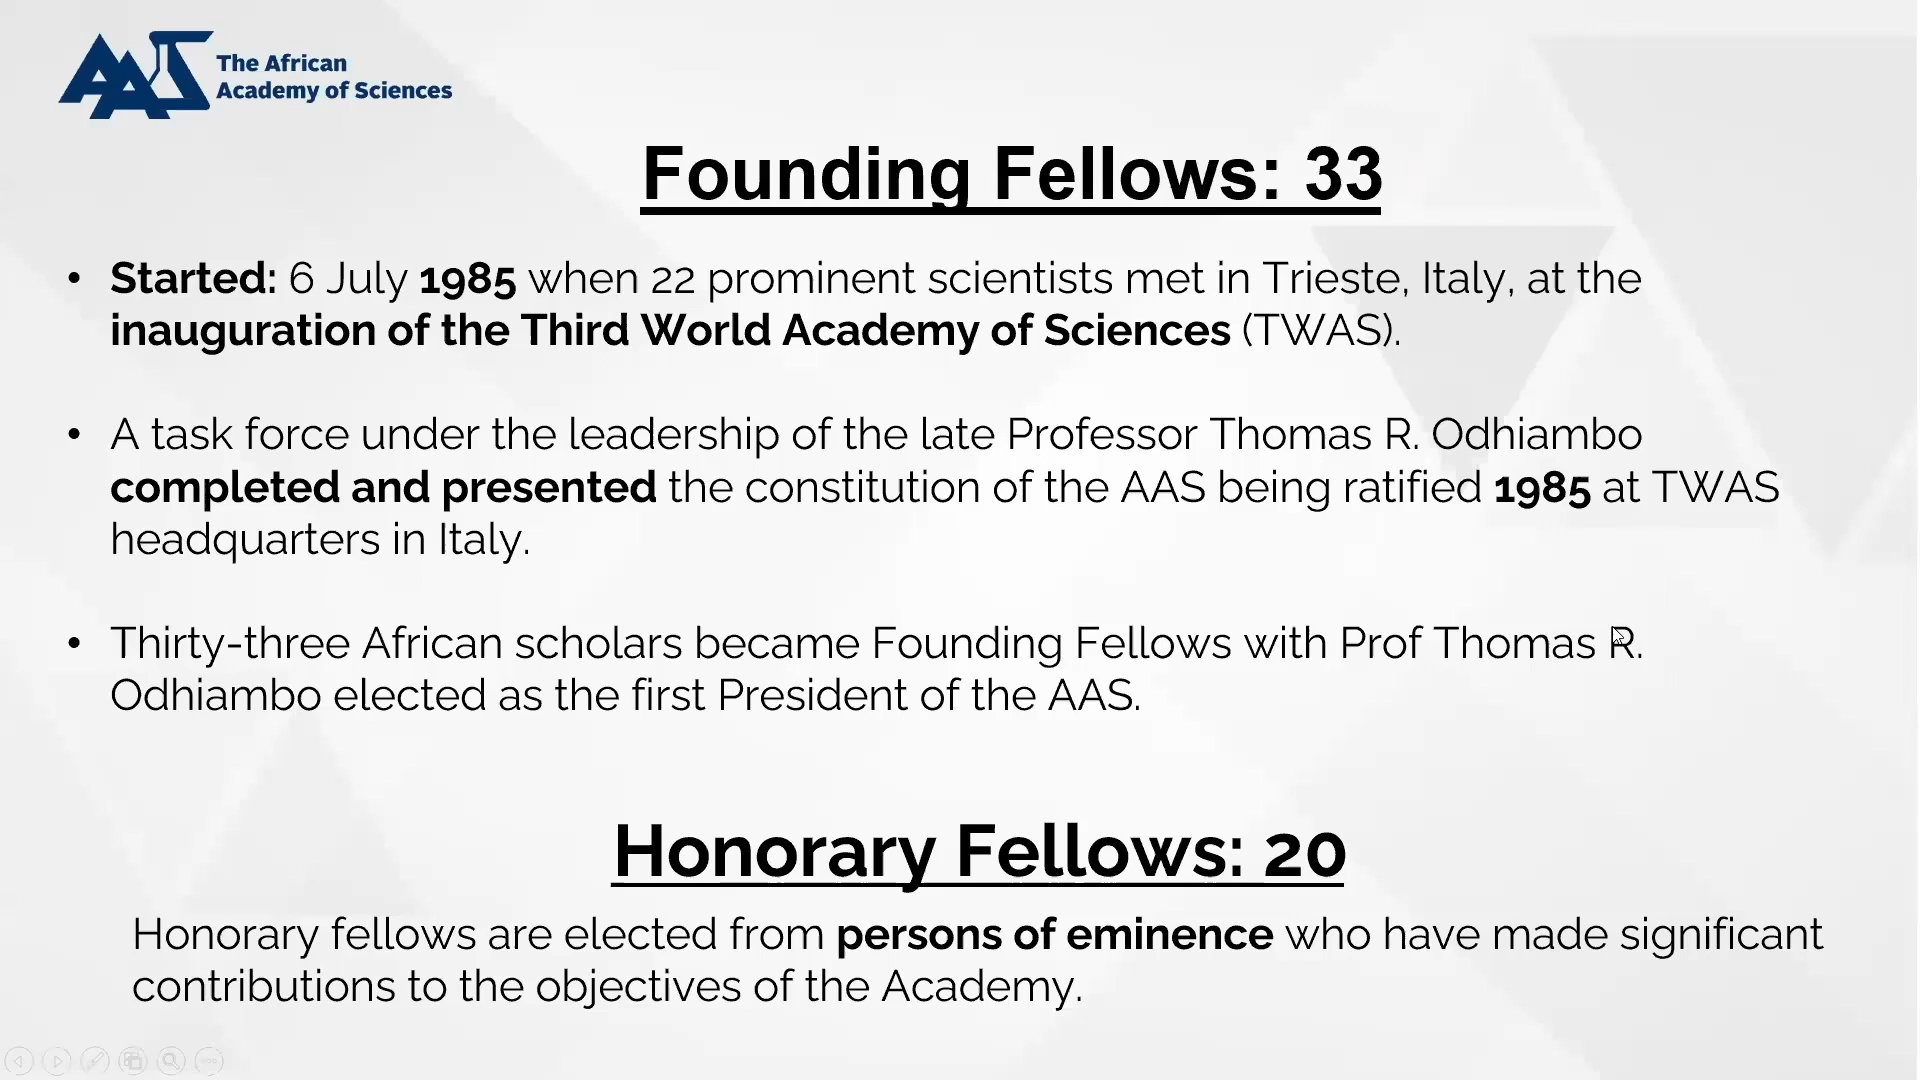 The African
Academy of Sciences
Founding Fellows: 33
• Started: 6 July 1985 when 22 prominent scientists met in Trieste, Italy, at the
inauguration of the Third World Academy of Sciences (TWAS).
• A task force under the leadership of the late Professor Thomas R. Odhiambo
completed and presented the constitution of the AAS being ratified 1985 at TWAS
headquarters in Italy.
• Thirty-three African scholars became Founding Fellows with Prof Thomas R.
Odhiambo elected as the first President of the AAS.
Honorary Fellows: 20
Honorary fellows are elected from persons of eminence who have made significant
contributions to the objectives of the Academy.